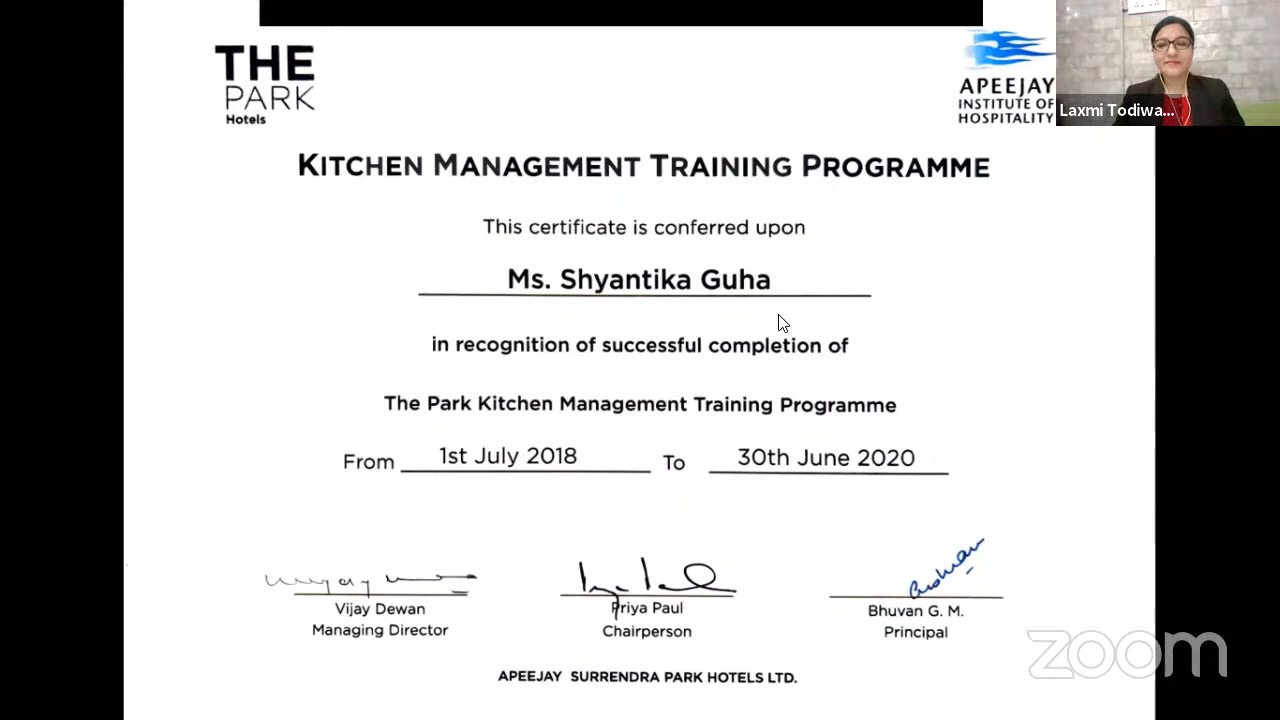 THE
PARK
Hotels
APEEJAY
INSTITUTE OF
HOSPITALITY
Laxmi Todiwa...
KITCHEN MANAGEMENT TRAINING PROGRAMME
This certificate is conferred upon
Ms. Shyantika Guha
in recognition of successful completion of
The Park Kitchen Management Training Programme
From 1st July 2018 To 30th June 2020
Vijay Dewan
Managing Director
Priya Paul
Chairperson
Bhuvan G. M.
Principal
zoom
APEEJAY SURRENDRA PARK HOTELS LTD.